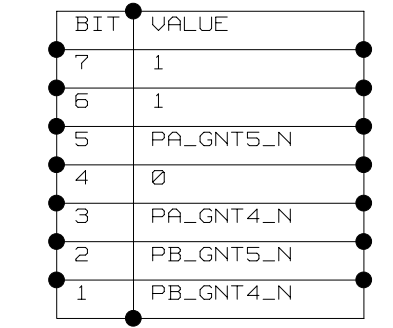 BIT VALUE
7 1
6 1
5 PA_GNT5_N
4 0
3 PA_GNT4_N
2 PB_GNT5_N
1 PB_GNT4_N